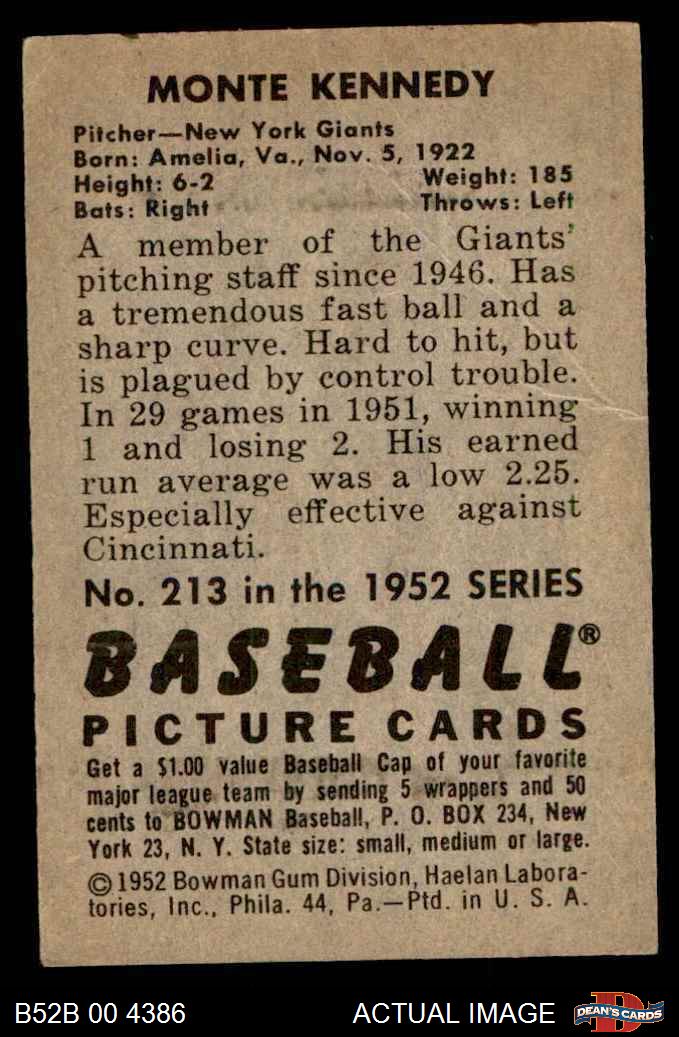 MONTE KENNEDY
Pitcher—New York Giants
Born: Amelia, Va., Nov. 5, 1922
Height: 6-2 Weight: 185
Bats: Right Throws: Left
A member of the Giants'
pitching staff since 1946. Has
a tremendous fast ball and a
sharp curve. Hard to hit, but
is plagued by control trouble.
In 29 games in 1951, winning
1 and losing 2. His earned
run average was a low 2.25.
Especially effective against
Cincinnati.
No. 213 in the 1952 SERIES
BASEBALL®
PICTURE CARDS
Get a $1.00 value Baseball Cap of your favorite
major league team by sending 5 wrappers and 50
cents to BOWMAN Baseball, P. O. BOX 234, New
York 23, N. Y. State size: small, medium or large.
©1952 Bowman Gum Division, Haelan Labora-
tories, Inc., Phila. 44, Pa.—Ptd. in U. S. A.
B52B 00 4386 ACTUAL IMAGE D DEAN'S CARDS